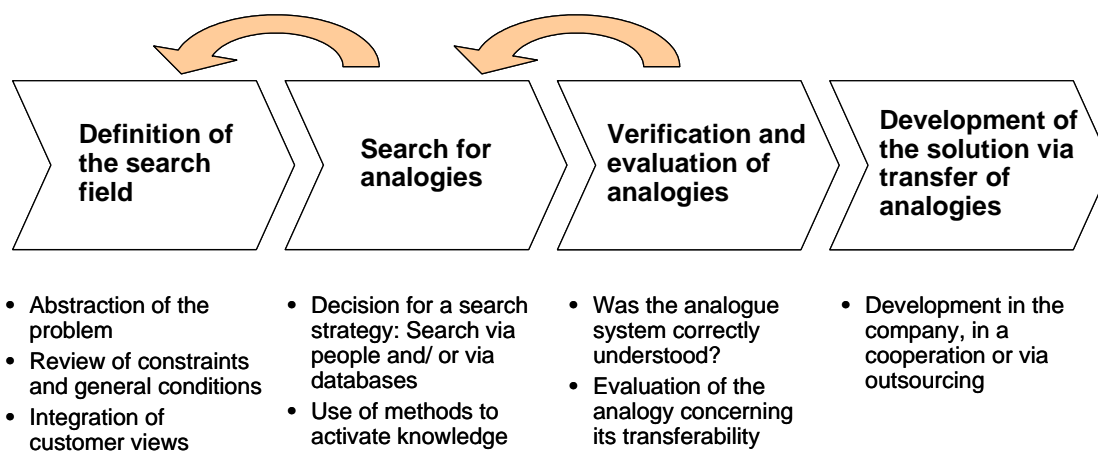 Definition of
the search
field
Search for
analogies
Verification and
evaluation of
analogies
Development of
the solution via
transfer of
analogies
• Abstraction of the
problem
• Review of constraints
and general conditions
• Integration of
customer views
• Decision for a search
strategy: Search via
people and/ or via
databases
• Use of methods to
activate knowledge
• Was the analogue
system correctly
understood?
• Evaluation of the
analogy concerning
its transferability
• Development in the
company, in a
cooperation or via
outsourcing